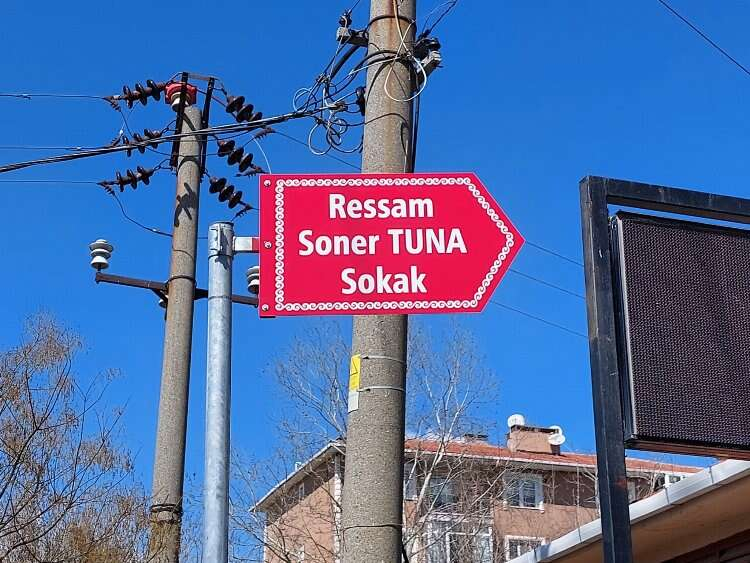 Ressam
Soner TUNA
Sokak